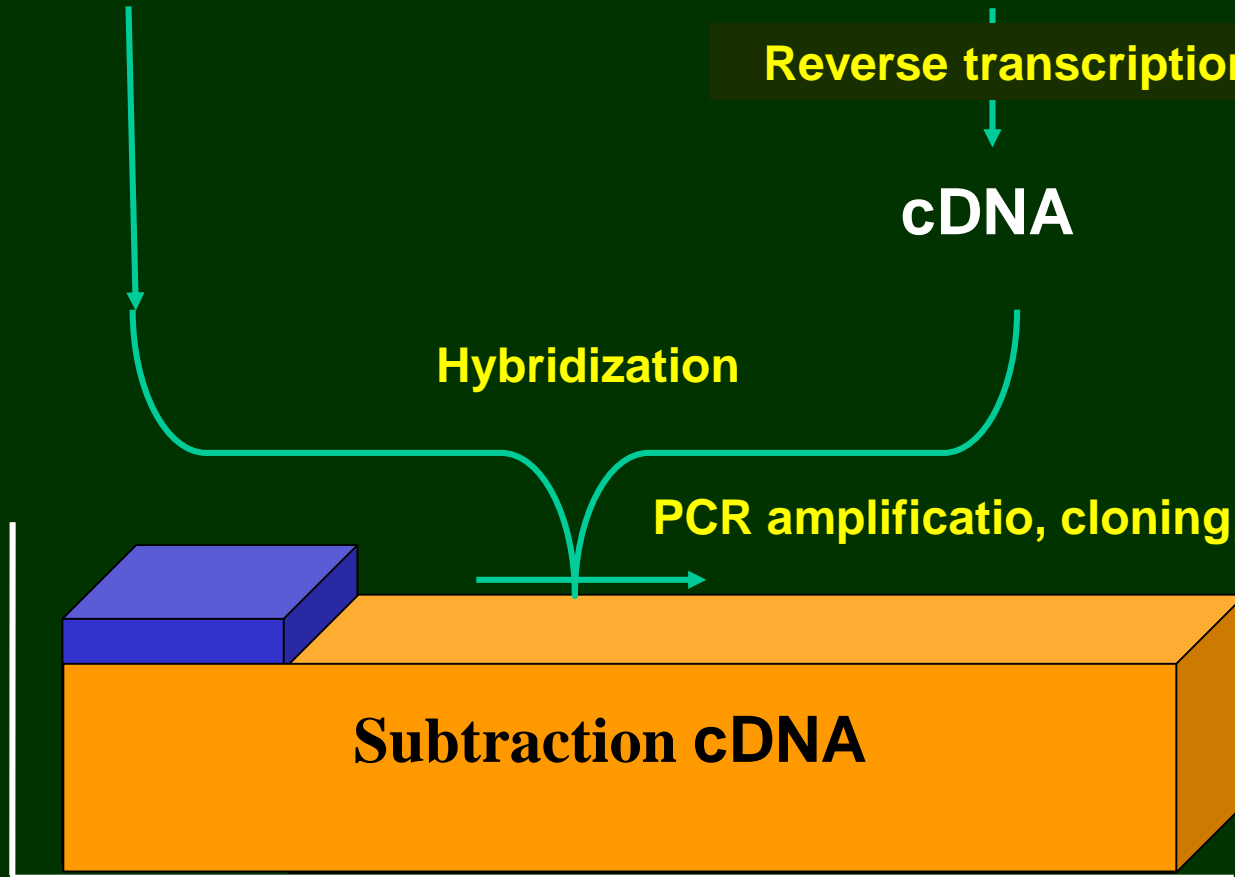 Reverse transcription
cDNA
Hybridization
PCR amplificatio, cloning
Subtraction cDNA